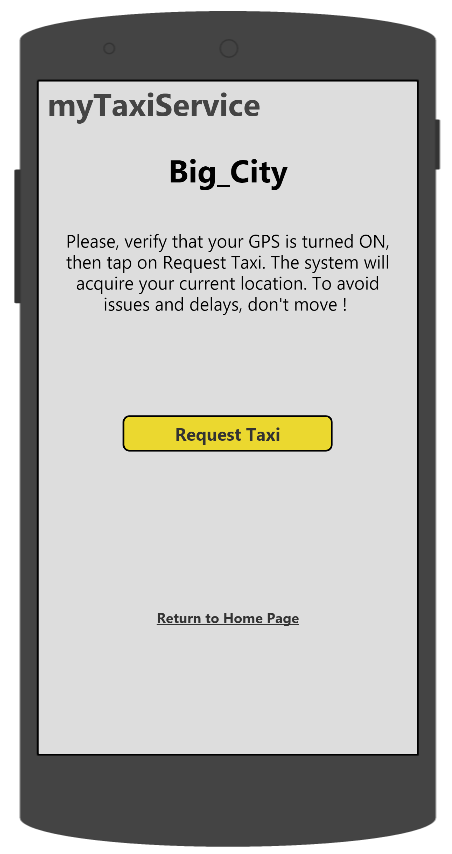 myTaxiService
Big_City
Please, verify that your GPS is turned ON,
then tap on Request Taxi. The system will
acquire your current location. To avoid
issues and delays, don't move !
Request Taxi
Return to Home Page